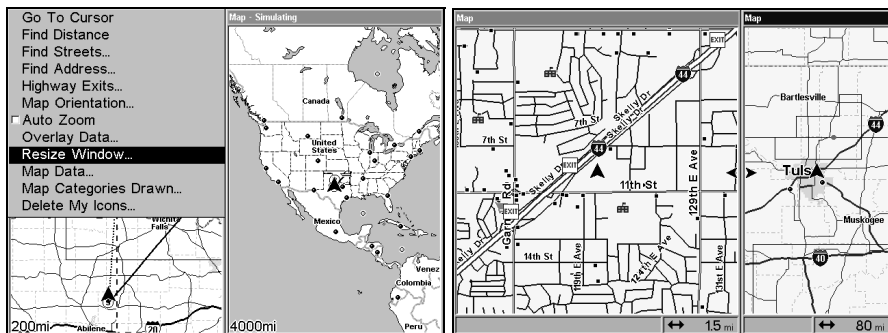 Go To Cursor
Find Distance
Find Streets...
Find Address...
Highway Exits...
Map Orientation...
Auto Zoom
Overlay Data...
Resize Window...
Map Data...
Map Categories Drawn...
Delete My Icons...
Wichita
Falls
Abilene
20
200mi
Map - Simulating
Canada
United
States
Mexico
Venez
Colombia
Peru
4000mi
Map
EXIT
44
Skelly Dr
Skelly Dr
7th St
7th St
44
EXIT
Skelly Dr
11th St
129th E Ave
EXIT
Skelly Dr
14th St
119th E Ave
124th E Ave
131st E Ave
1.5 mi
Map
Bartlesville
44
Tuls
Muskogee
40
80 mi